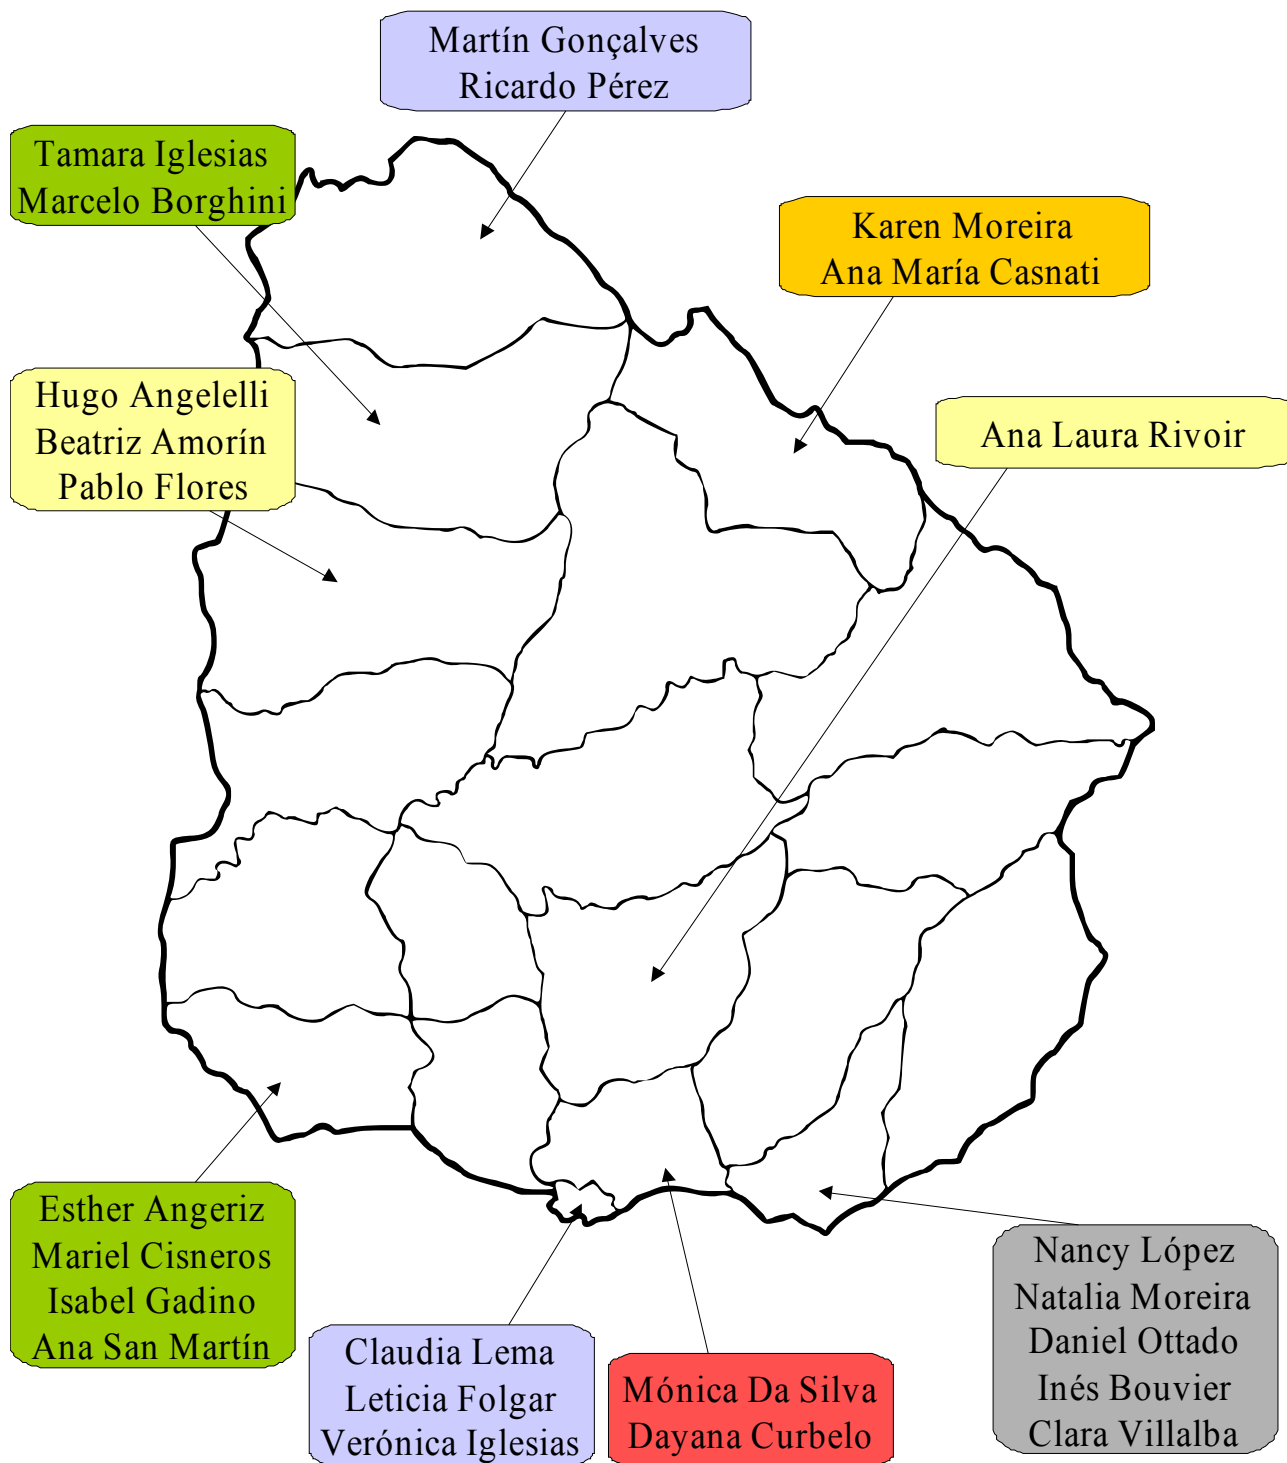 Martín Gonçalves
Ricardo Pérez
Tamara Iglesias
Marcelo Borghini
Karen Moreira
Ana María Casnati
Hugo Angelelli
Beatriz Amorín
Pablo Flores
Ana Laura Rivoir
Esther Angeriz
Mariel Cisneros
Isabel Gadino
Ana San Martín
Claudia Lema
Leticia Folgar
Verónica Iglesias
Mónica Da Silva
Dayana Curbelo
Nancy López
Natalia Moreira
Daniel Ottado
Inés Bouvier
Clara Villalba